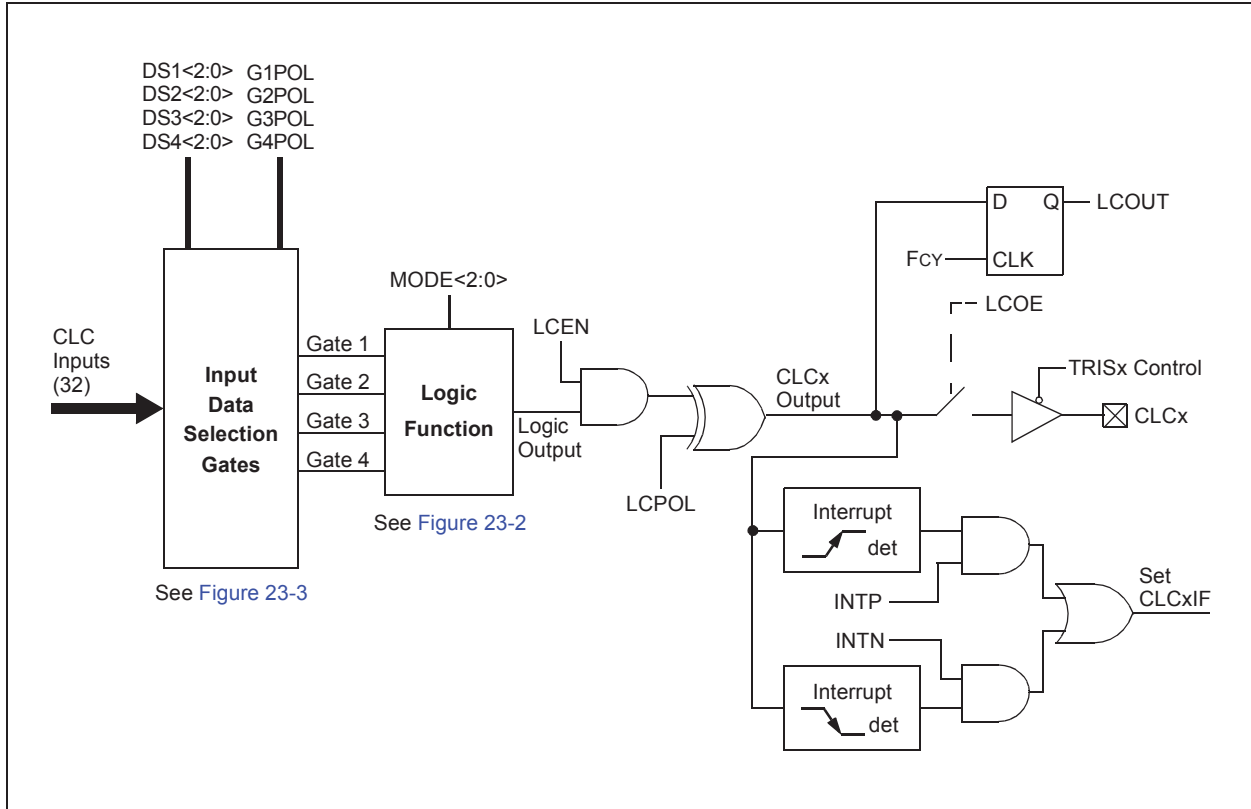 DS1<2:0> G1POL
DS2<2:0> G2POL
DS3<2:0> G3POL
DS4<2:0> G4POL
D Q LCOUT
FCY CLK
MODE<2:0>
LCOE
CLC
Inputs
(32)
Input
Data
Selection
Gates
Gate 1
Gate 2
Gate 3
Gate 4
Logic
Function
LCEN
Logic
Output
LCPOL
CLCx
Output
TRISx Control
CLCx
See Figure 23-2
See Figure 23-3
Interrupt
det
INTP
INTN
Interrupt
det
Set
CLCxIF